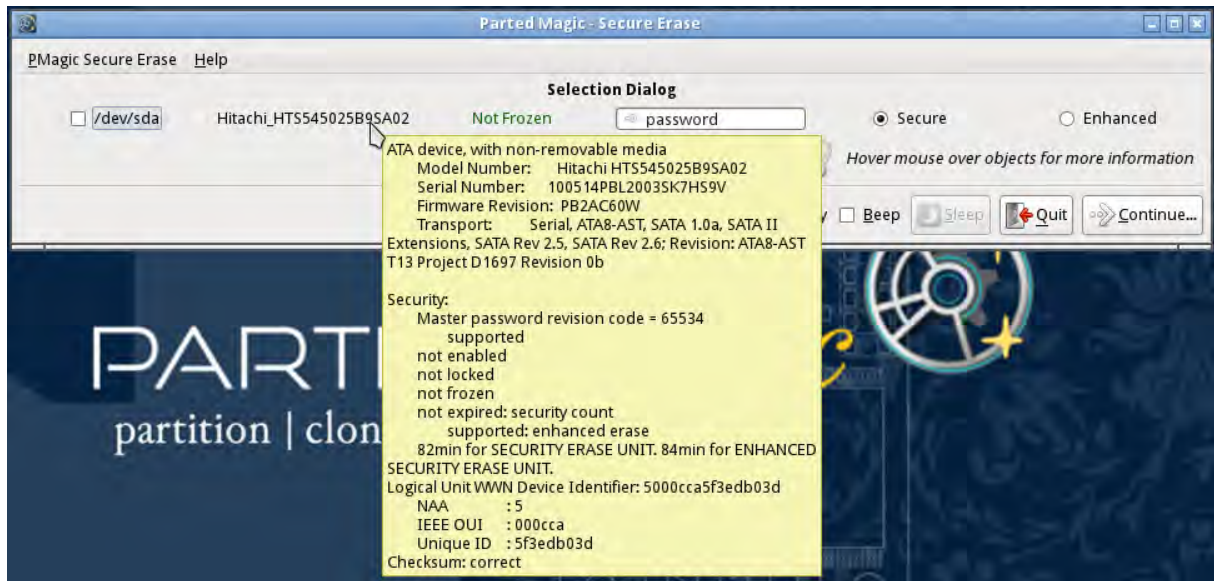 Parted Magic - Secure Erase
PMagic Secure Erase Help
Selection Dialog
/dev/sda Hitachi_HTS545025B9SA02 Not Frozen password Secure Enhanced
Hover mouse over objects for more information
Beep Sleep Quit Continue...
ATA device, with non-removable media
Model Number: Hitachi HTS545025B9SA02
Serial Number: 100514PBL2003SK7HS9V
Firmware Revision: PB2AC60W
Transport: Serial, ATA8-AST, SATA 1.0a, SATA II
Extensions, SATA Rev 2.5, SATA Rev 2.6; Revision: ATA8-AST
T13 Project D1697 Revision 0b
Security:
Master password revision code = 65534
supported
not enabled
not locked
not frozen
not expired: security count
supported: enhanced erase
82min for SECURITY ERASE UNIT. 84min for ENHANCED
SECURITY ERASE UNIT.
Logical Unit WWN Device Identifier: 5000cca5f3edb03d
NAA : 5
IEEE OUI : 000cca
Unique ID : 5f3edb03d
Checksum: correct
PART
partition | clon